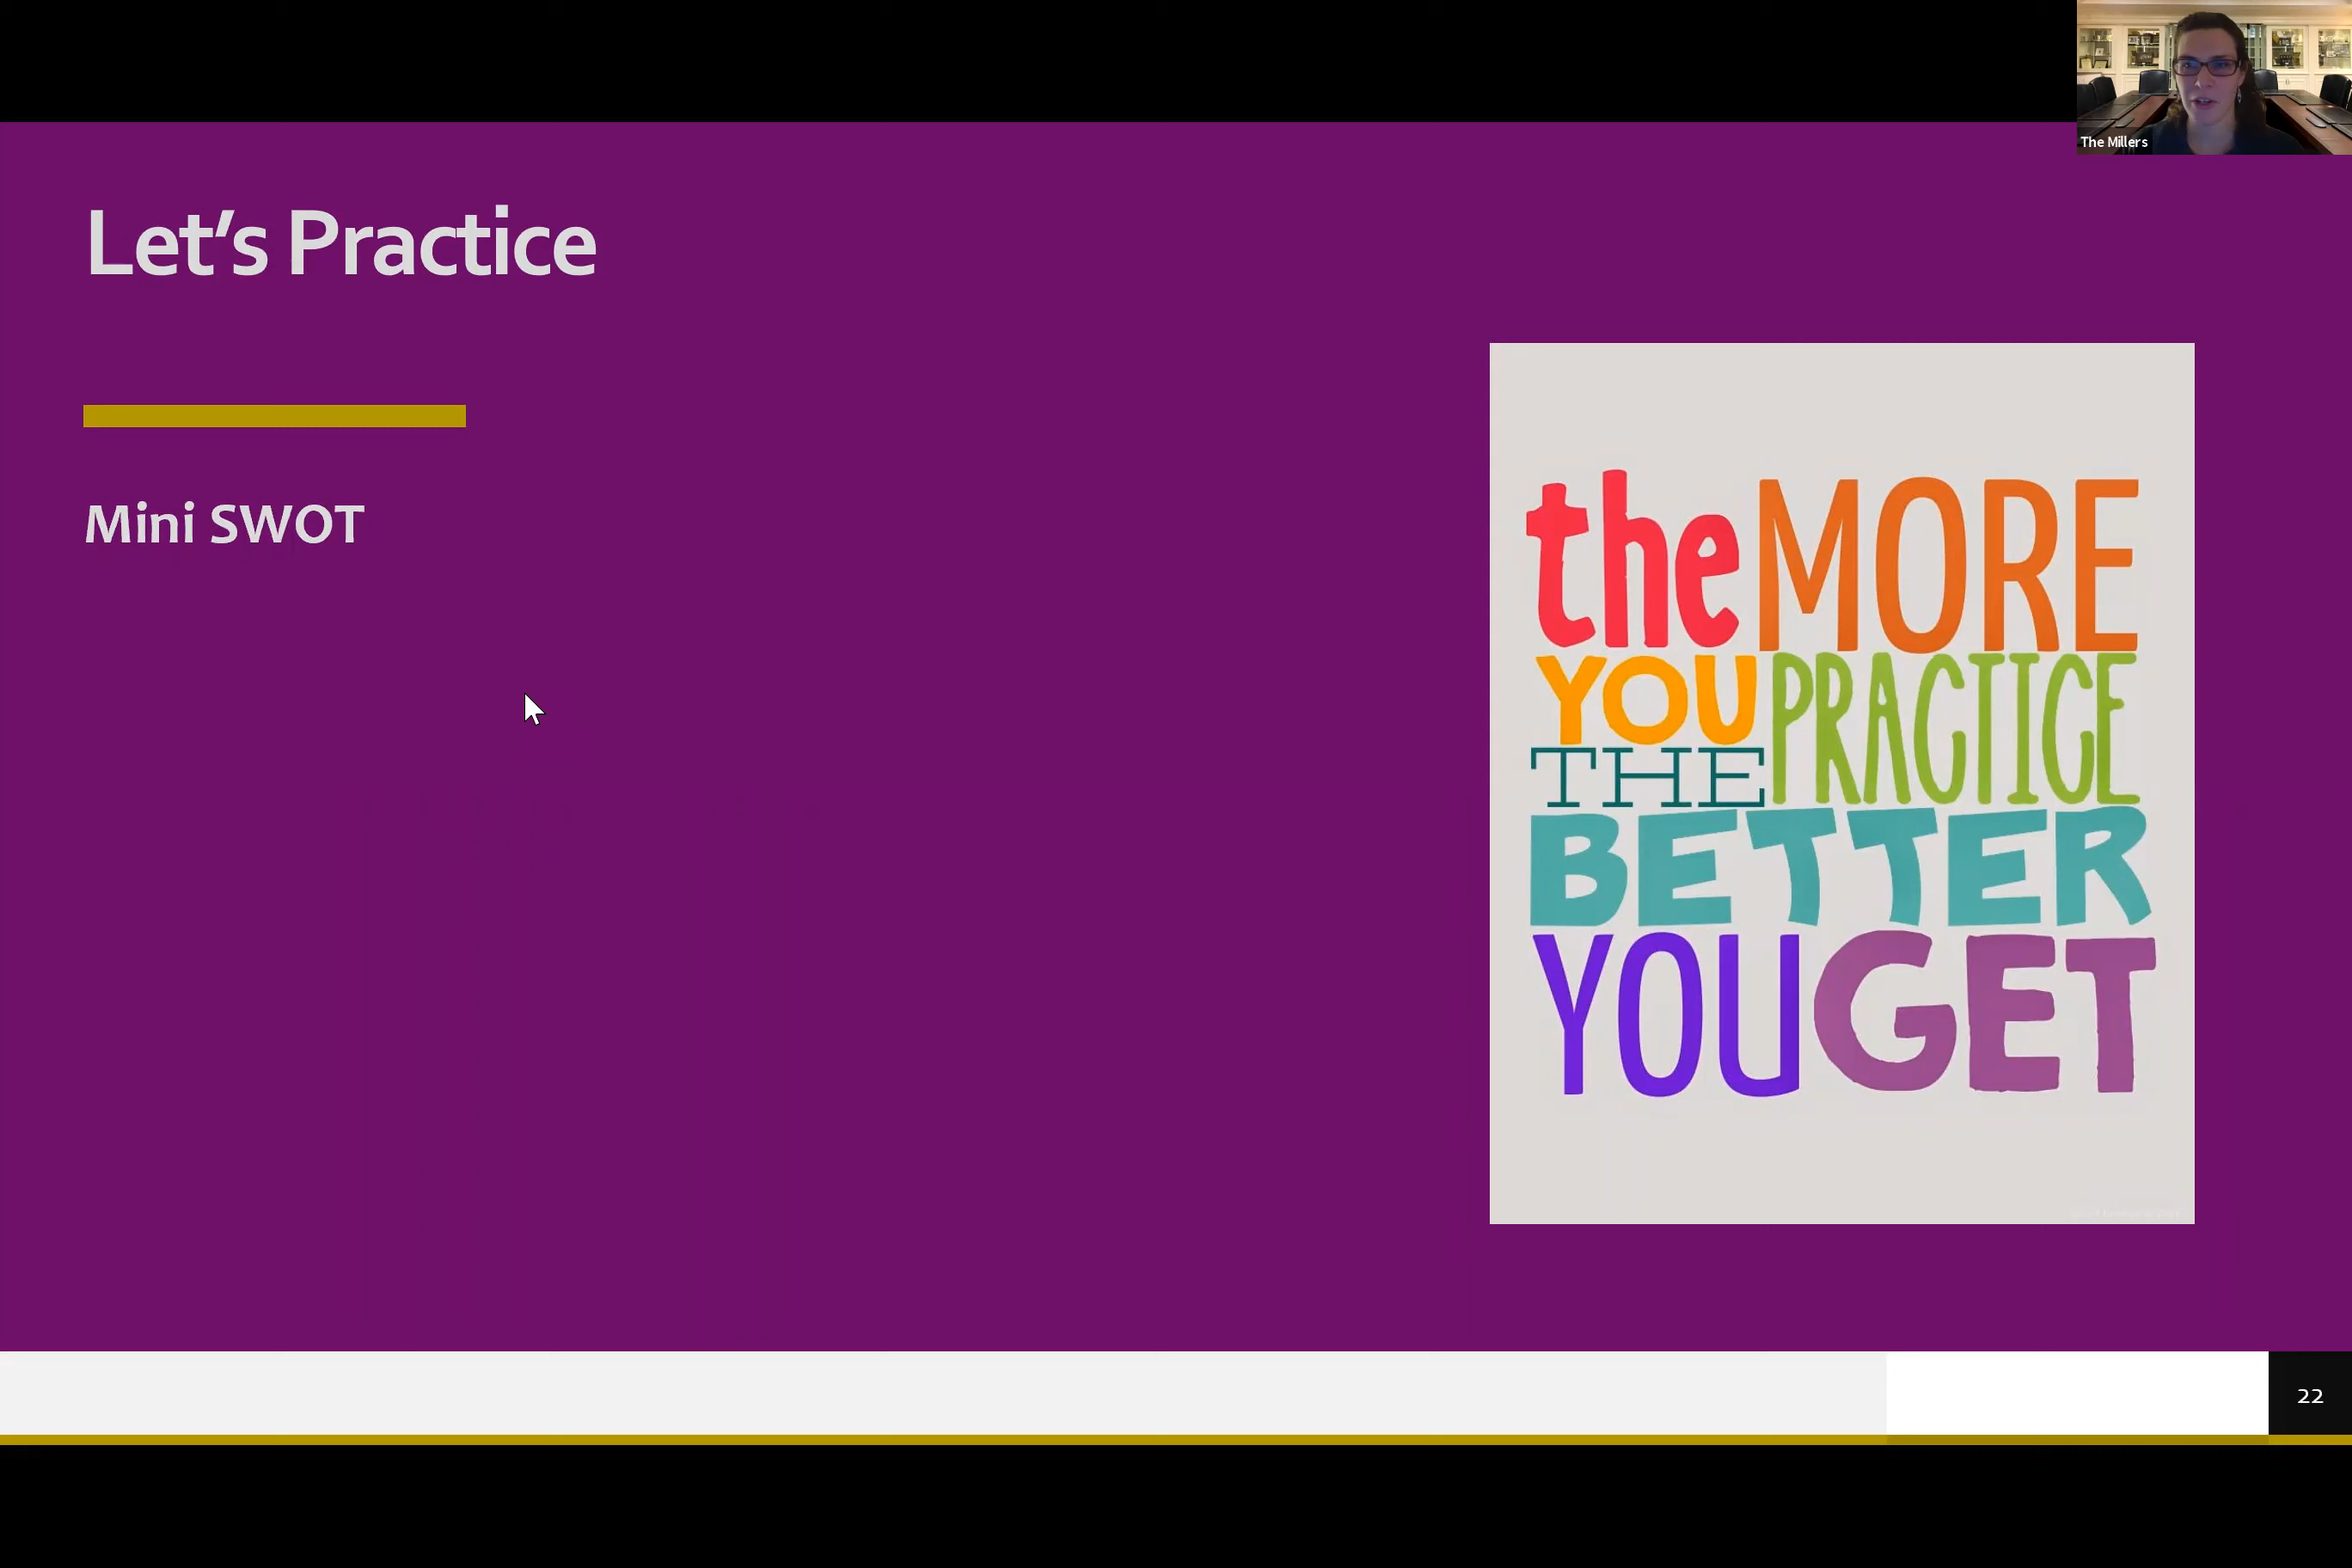 The Millers
Let's Practice
Mini SWOT
the MORE
YOU PRACTICE
THE
BETTER
YOU GET
22